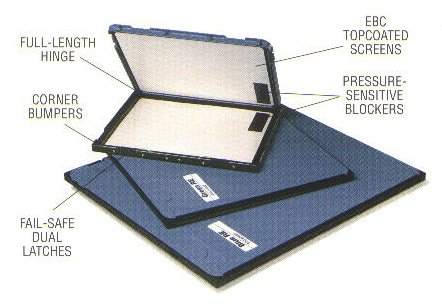 FULL-LENGTH
HINGE
CORNER
BUMPERS
FAIL-SAFE
DUAL
LATCHES
EBC
TOPCOATED
SCREENS
PRESSURE-
SENSITIVE
BLOCKERS